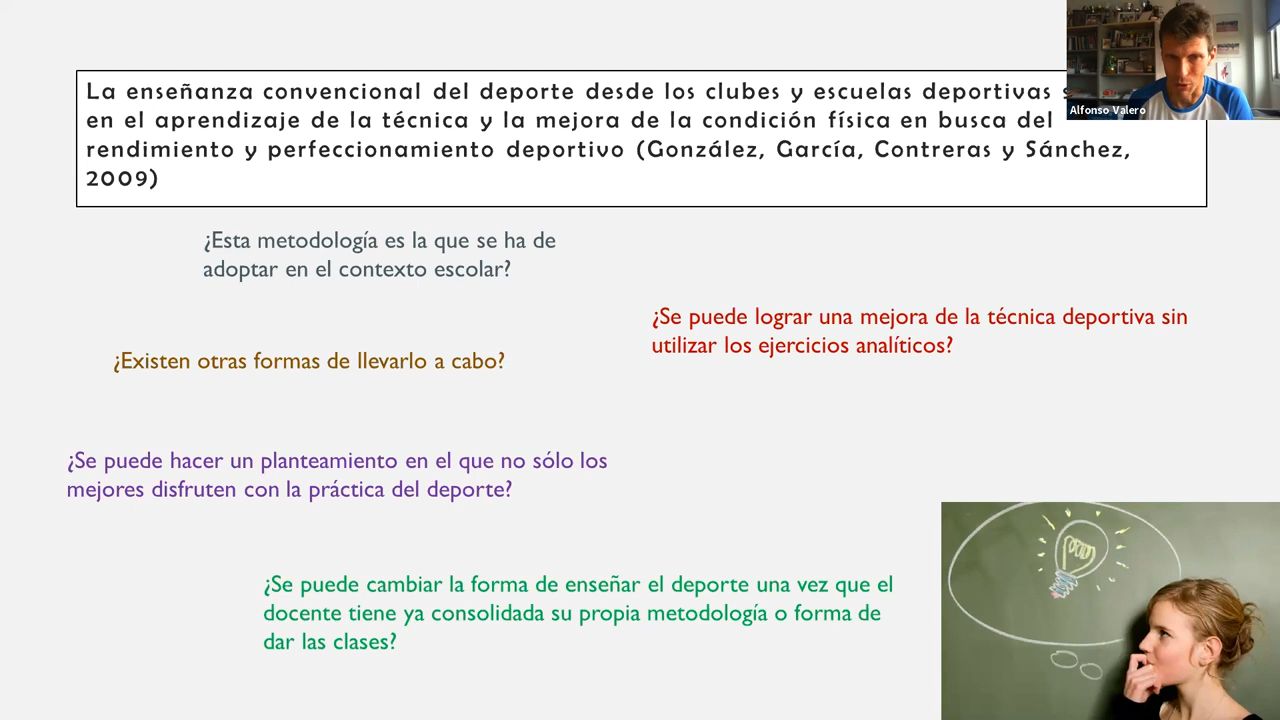 La enseñanza convencional del deporte desde los clubes y escuelas deportivas
en el aprendizaje de la técnica y la mejora de la condición física en busca del
rendimiento y perfeccionamiento deportivo (González, García, Contreras y Sánchez,
2009)
Alfonso Valero
¿Esta metodología es la que se ha de
adoptar en el contexto escolar?
¿Se puede lograr una mejora de la técnica deportiva sin
utilizar los ejercicios analíticos?
¿Existen otras formas de llevarlo a cabo?
¿Se puede hacer un planteamiento en el que no sólo los
mejores disfruten con la práctica del deporte?
¿Se puede cambiar la forma de enseñar el deporte una vez que el
docente tiene ya consolidada su propia metodología o forma de
dar las clases?